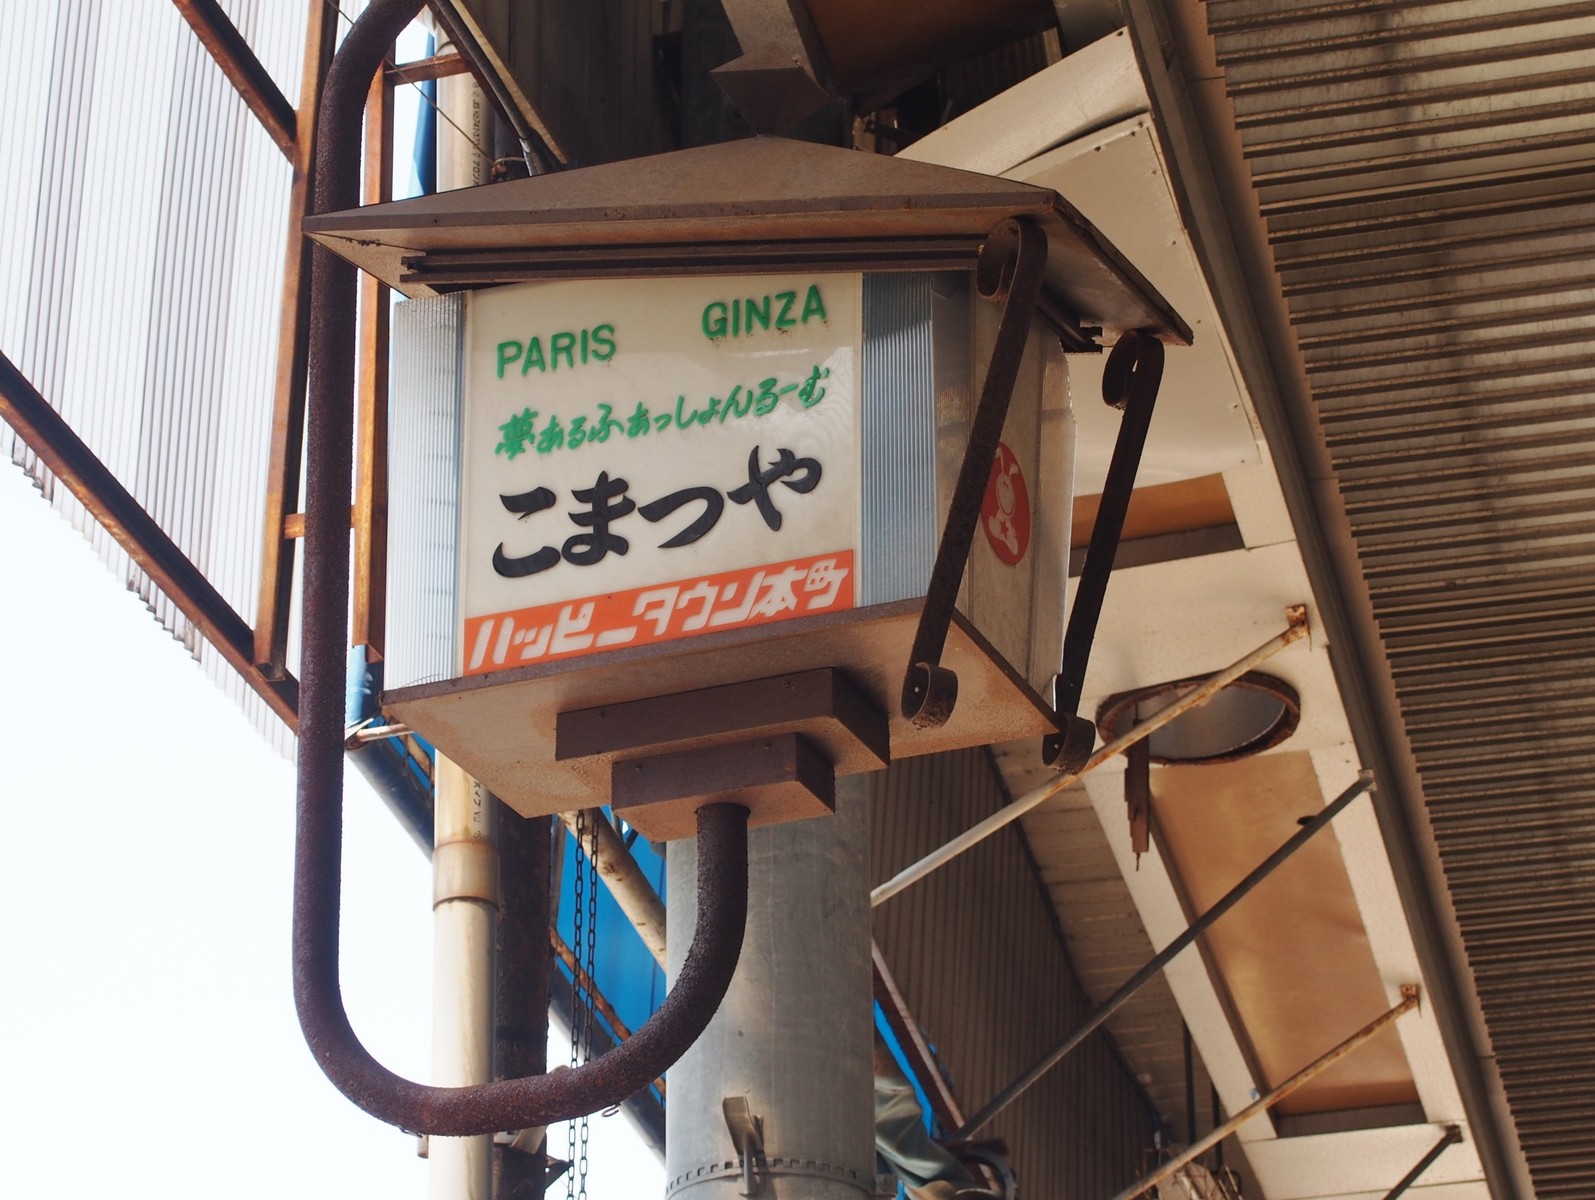 PARIS GINZA
夢あるふぁっしょんるーむ
こまつや
ハッピータウン本町